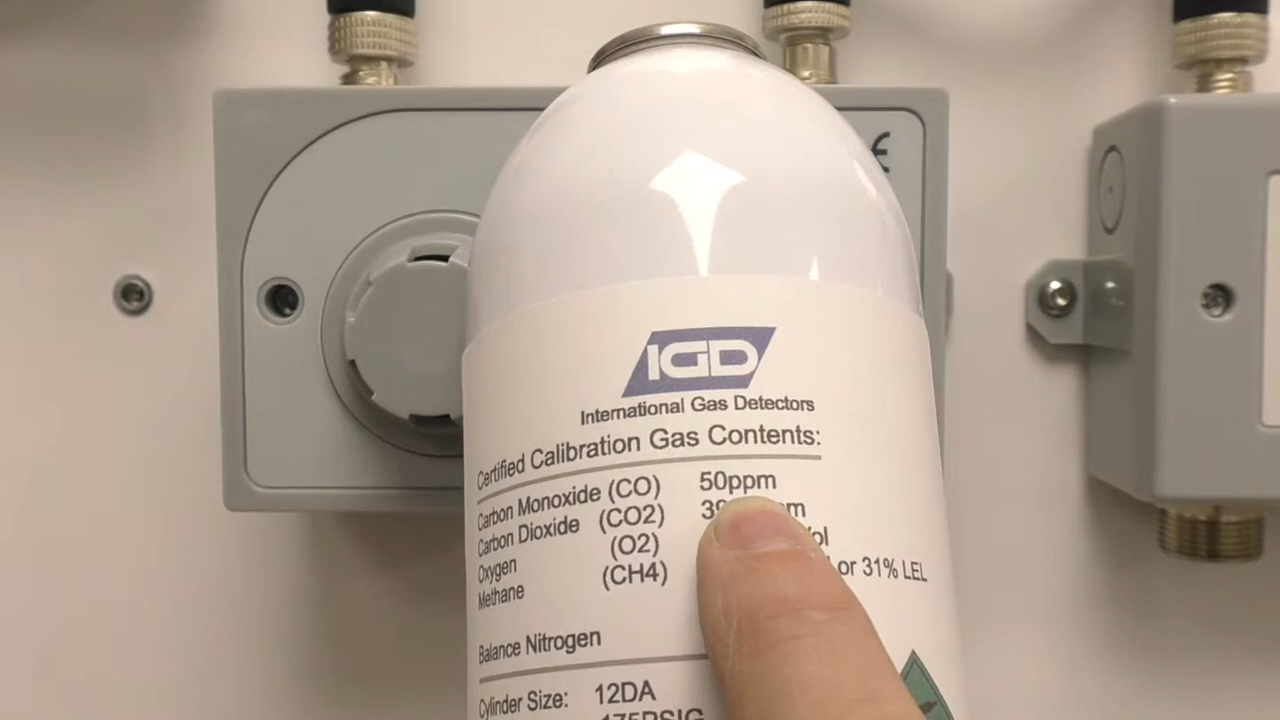 CE
IGD
International Gas Detectors
Certified Calibration Gas Contents:
Carbon Monoxide (CO) 50ppm
Carbon Dioxide (CO2)
Oxygen (O2)
Methane (CH4) or 31% LEL
Balance Nitrogen
Cylinder Size: 12DA